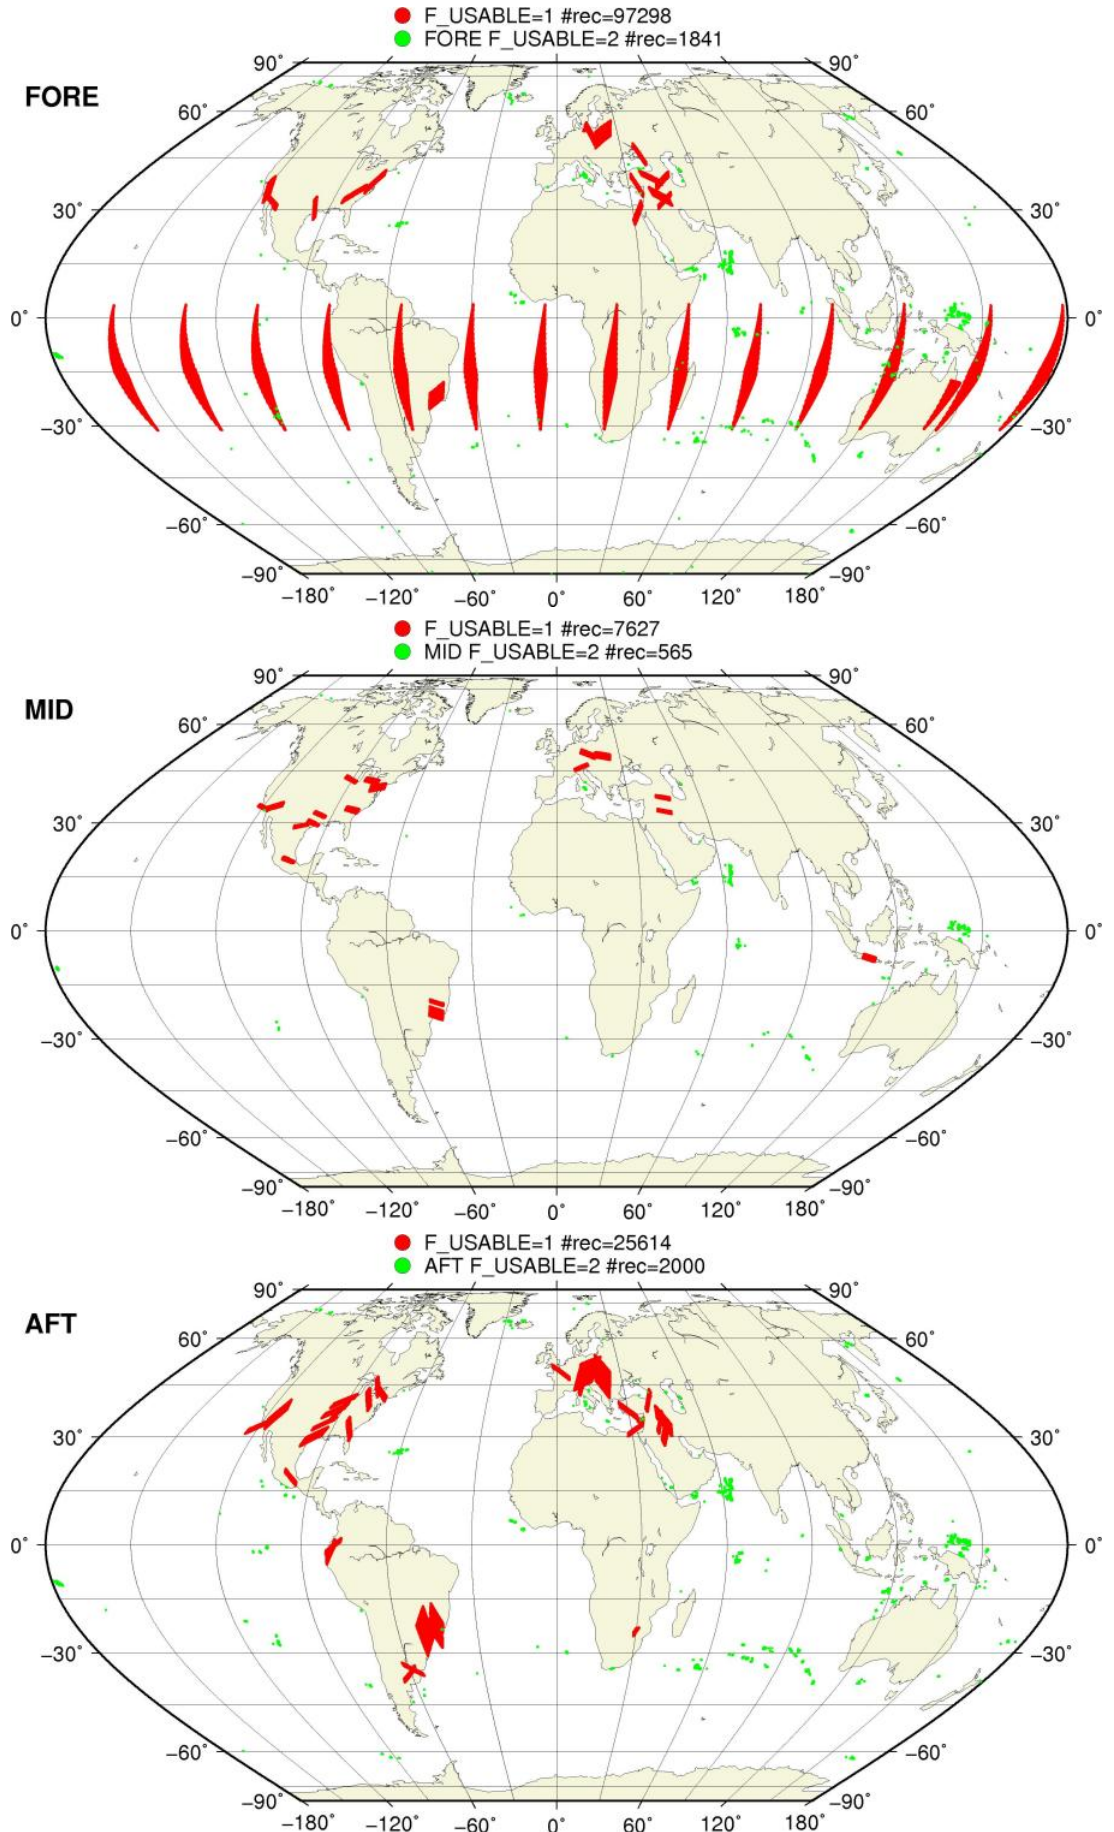 F_USABLE=1 #rec=97298
FORE F_USABLE=2 #rec=1841
FORE
90˚ 90˚
60˚ 60˚
30˚ 30˚
0˚ 0˚
−30˚ −30˚
−60˚ −60˚
−90˚ −90˚
−180˚ −120˚ −60˚ 0˚ 60˚ 120˚ 180˚
F_USABLE=1 #rec=7627
MID F_USABLE=2 #rec=565
MID
90˚ 90˚
60˚ 60˚
30˚ 30˚
0˚ 0˚
−30˚ −30˚
−60˚ −60˚
−90˚ −90˚
−180˚ −120˚ −60˚ 0˚ 60˚ 120˚ 180˚
F_USABLE=1 #rec=25614
AFT F_USABLE=2 #rec=2000
AFT
90˚ 90˚
60˚ 60˚
30˚ 30˚
0˚ 0˚
−30˚ −30˚
−60˚ −60˚
−90˚ −90˚
−180˚ −120˚ −60˚ 0˚ 60˚ 120˚ 180˚